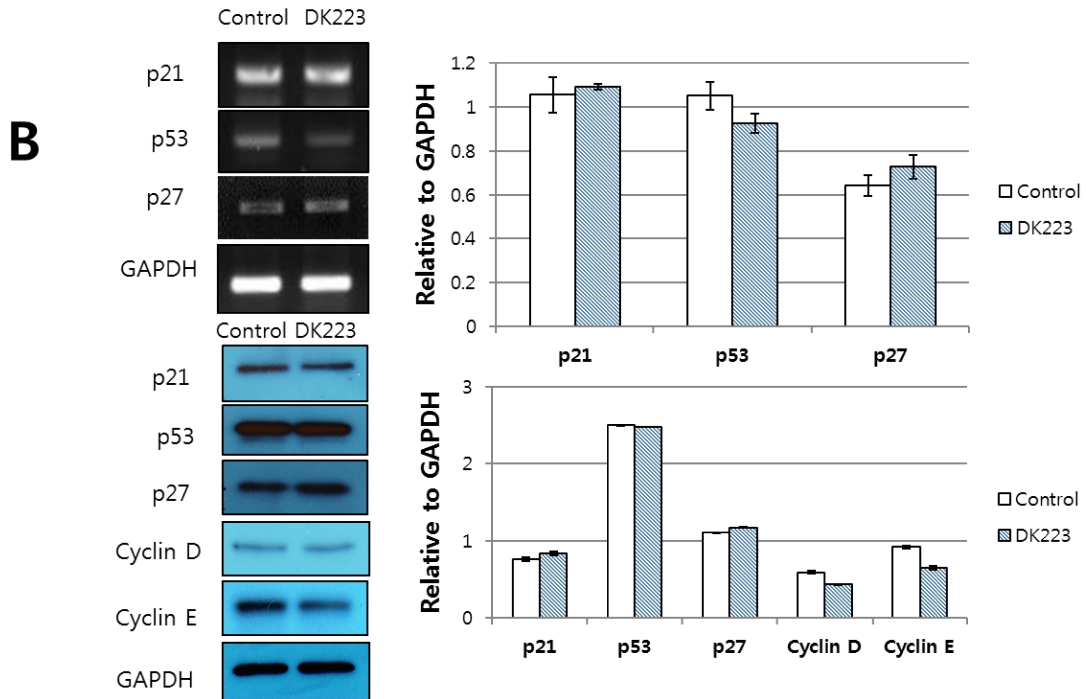 B
Control DK223
p21
p53
p27
GAPDH
Control DK223
p21
p53
p27
Cyclin D
Cyclin E
GAPDH
Relative to GAPDH
1.2
1
0.8
0.6
0.4
0.2
0
p21 p53 p27
Control
DK223
Relative to GAPDH
3
2
1
0
p21 p53 p27 Cyclin D Cyclin E
Control
DK223